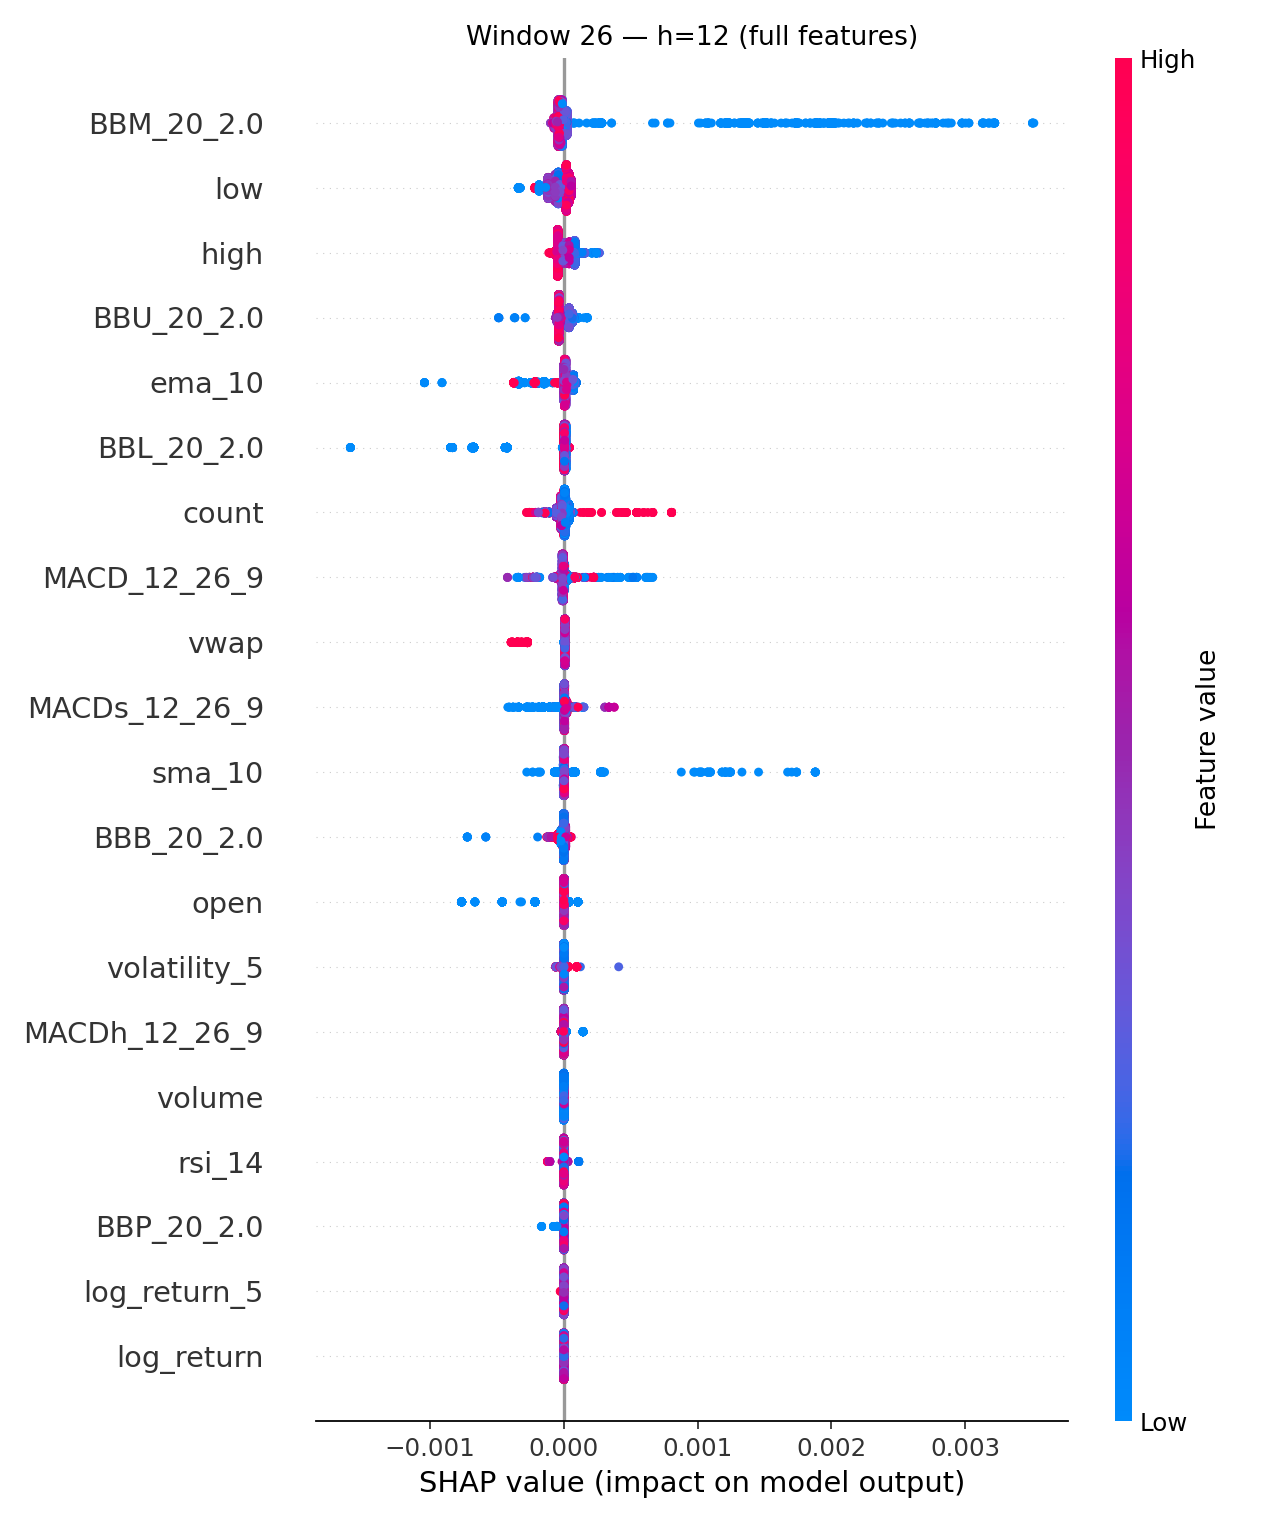 Window 26 — h=12 (full features)
High
BBM_20_2.0
low
high
BBU_20_2.0
ema_10
BBL_20_2.0
count
MACD_12_26_9
vwap
MACDs_12_26_9
sma_10
BBB_20_2.0
open
volatility_5
MACDh_12_26_9
volume
rsi_14
BBP_20_2.0
log_return_5
log_return
Feature value
Low
−0.001 0.000 0.001 0.002 0.003
SHAP value (impact on model output)